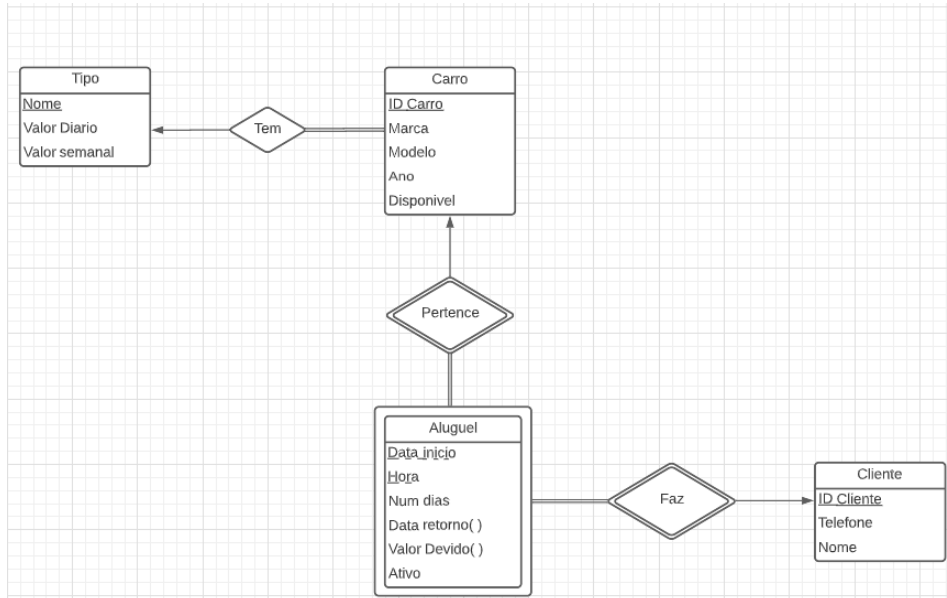 Tipo
Nome
Valor Diario
Valor semanal
Tem
Carro
ID Carro
Marca
Modelo
Ano
Disponivel
Pertence
Aluguel
Data inicio
Hora
Num dias
Data retorno( )
Valor Devido( )
Ativo
Faz
Cliente
ID Cliente
Telefone
Nome